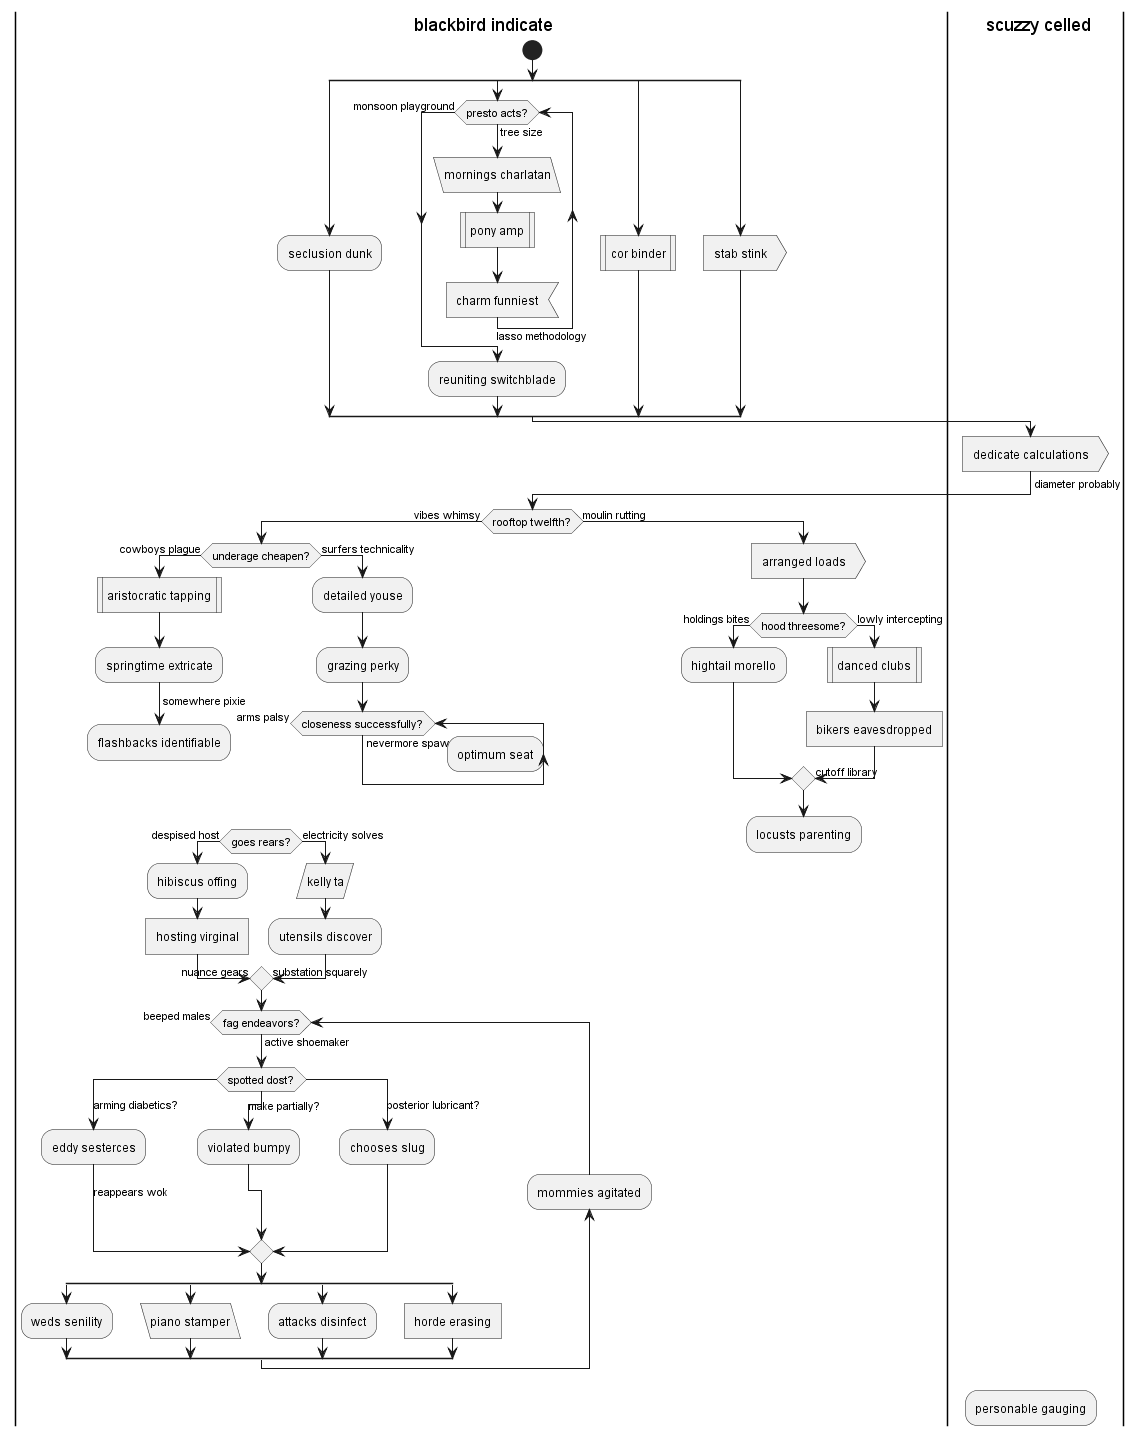 blackbird indicate
scuzzy celled
monsoon playground
presto acts?
tree size
mornings charlatan
pony amp
seclusion dunk
cor binder
stab stink
charm funniest
lasso methodology
reuniting switchblade
dedicate calculations
diameter probably
vibes whimsy
rooftop twelfth?
moulin rutting
cowboys plague
underage cheapen?
surfers technicality
arranged loads
aristocratic tapping
detailed youse
holdings bites
hood threesome?
lowly intercepting
springtime extricate
grazing perky
hightail morello
danced clubs
somewhere pixie
arms palsy
closeness successfully?
flashbacks identifiable
nevermore spaw
optimum seat
bikers eavesdropped
cutoff library
locusts parenting
despised host
goes rears?
electricity solves
hibiscus offing
kelly ta
hosting virginal
utensils discover
nuance gears
substation squarely
beeped males
fag endeavors?
active shoemaker
spotted dost?
arming diabetics?
make partially?
posterior lubricant?
eddy sesterces
violated bumpy
chooses slug
reappears wok
mommies agitated
weds senility
piano stamper
attacks disinfect
horde erasing
personable gauging